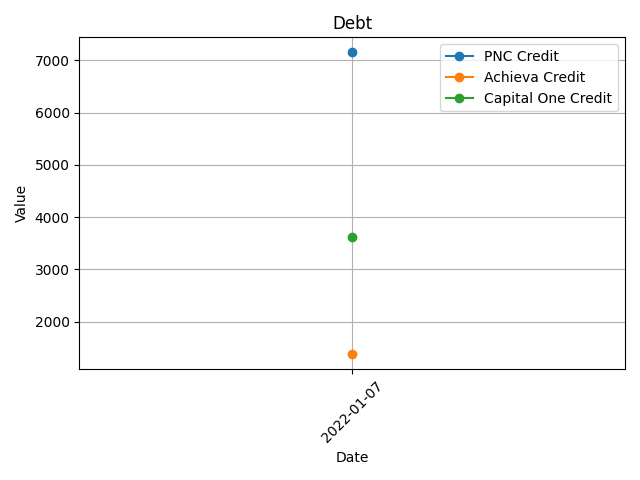 Debt
PNC Credit
Achieva Credit
Capital One Credit
7000
6000
5000
4000
3000
2000
Value
2022-01-07
Date